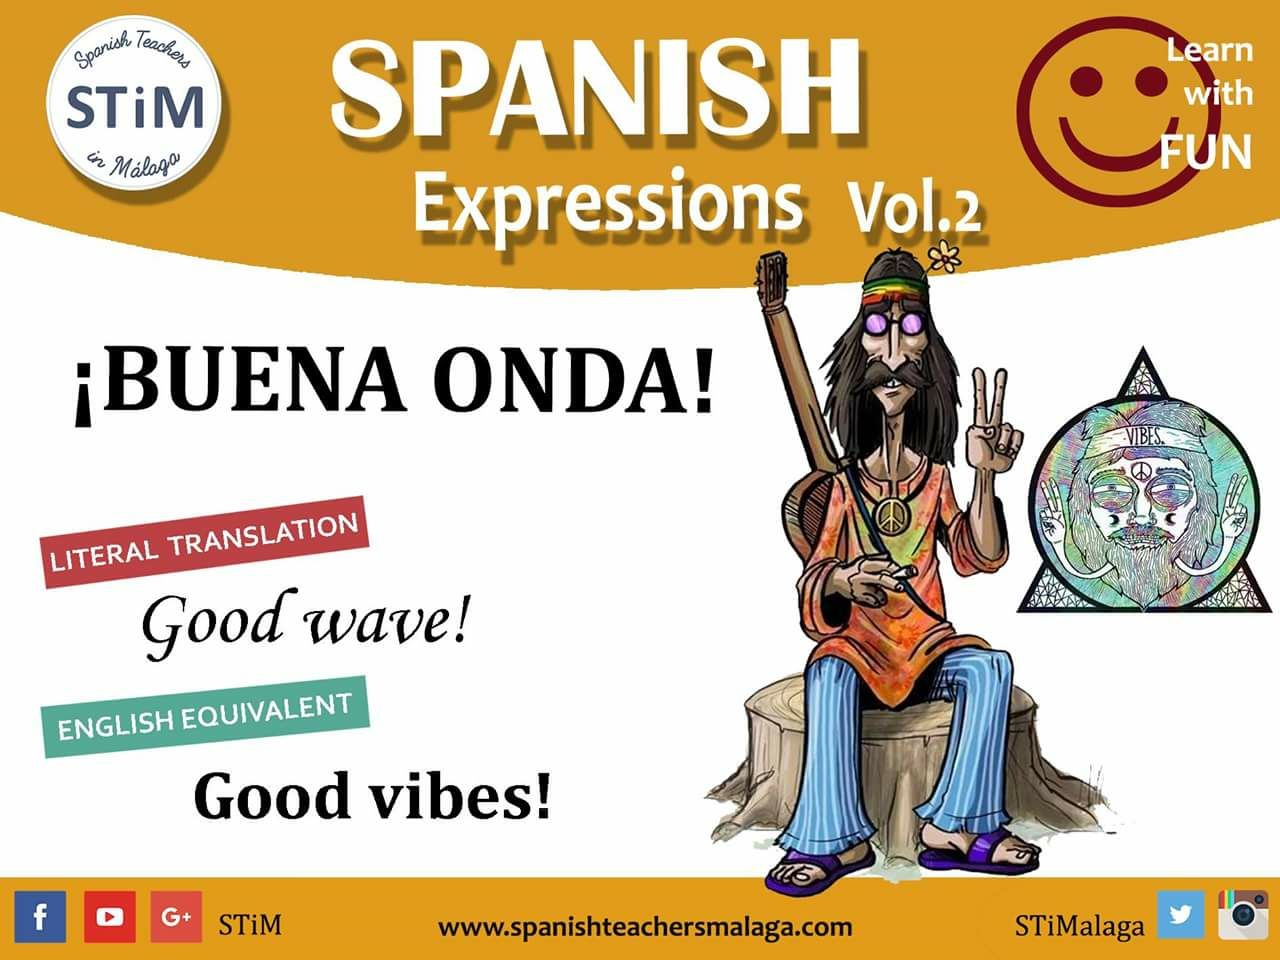 Spanish Teachers
STiM
in Málaga
SPANISH
Expressions Vol.2
Learn
with
FUN
¡BUENA ONDA!
VIBES.
LITERAL TRANSLATION
Good wave!
ENGLISH EQUIVALENT
Good vibes!
f
G+
STiM
www.spanishteachersmalaga.com
STiMalaga